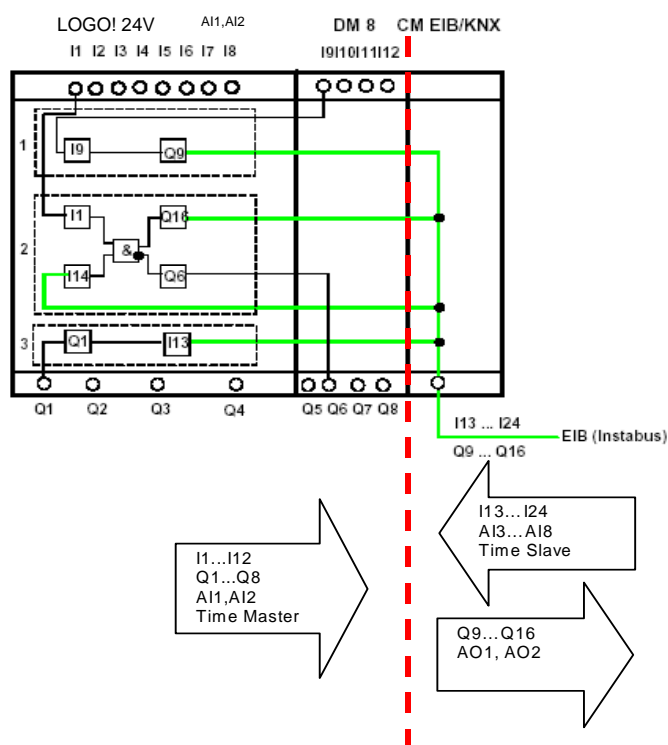 LOGO! 24V AI1,AI2 DM 8 CM EIB/KNX
I1 I2 I3 I4 I5 I6 I7 I8 I9I10I11I12
1 I9 Q9
I1 Q16
2 &
I14 Q6
3 Q1 I13
Q1 Q2 Q3 Q4 Q5 Q6 Q7 Q8
I13 ... I24
EIB (Instabus)
Q9 ... Q16
I13...I24
AI3...AI8
Time Slave
I1...I12
Q1...Q8
AI1,AI2
Time Master
Q9...Q16
AO1, AO2